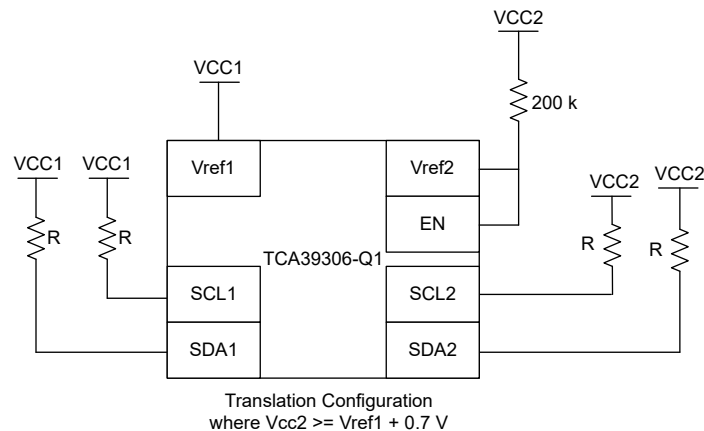 VCC2
VCC1
200 k
VCC1
VCC1
Vref1
Vref2
VCC2
VCC2
R
R
EN
R
R
TCA39306-Q1
SCL1
SCL2
SDA1
SDA2
Translation Configuration
where Vcc2 >= Vref1 + 0.7 V